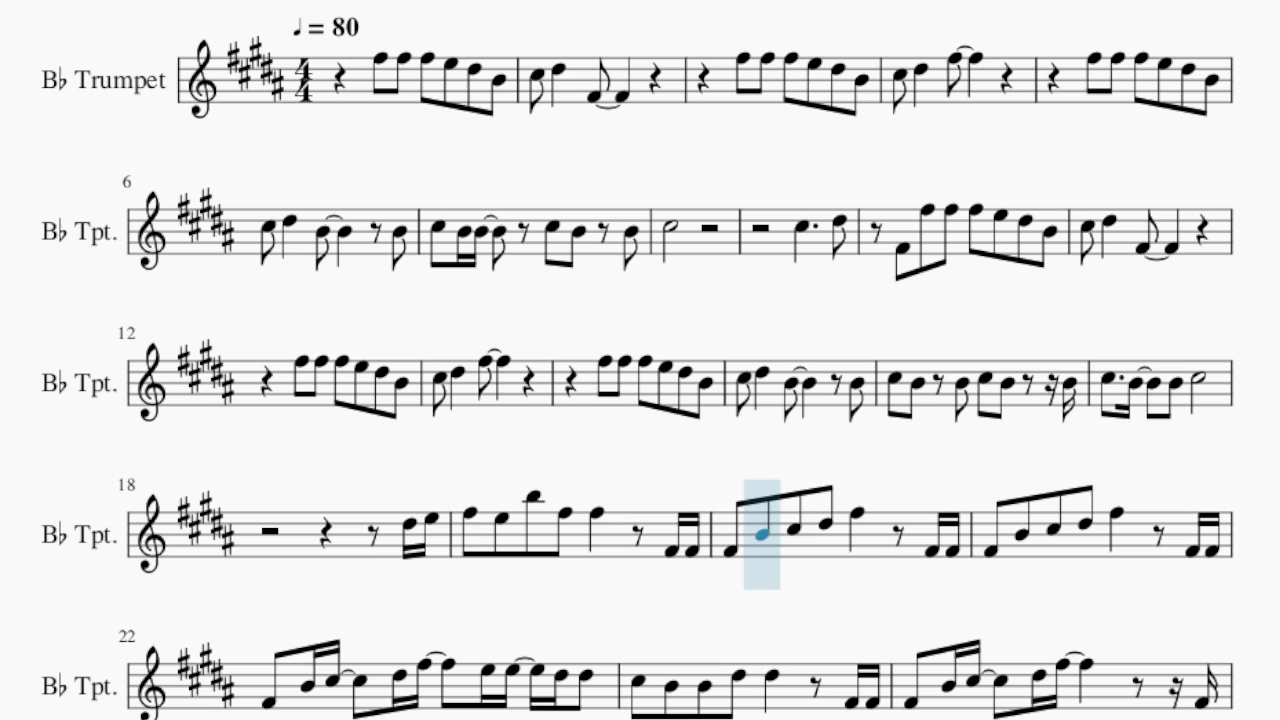 ♩ = 80
B♭ Trumpet
4
4
6
B♭ Tpt.
12
B♭ Tpt.
18
B♭ Tpt.
22
B♭ Tpt.